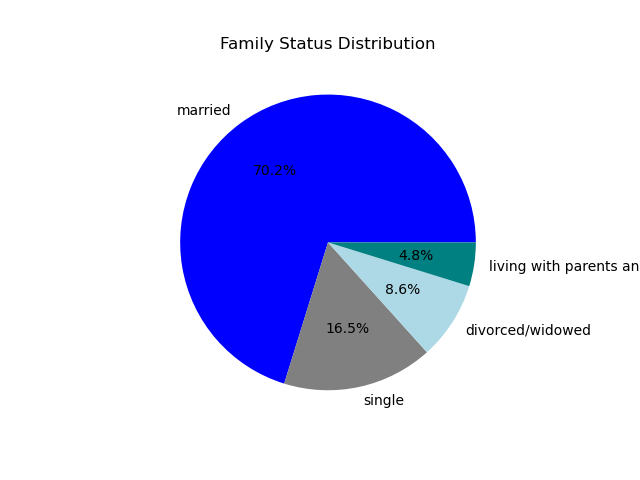 Family Status Distribution
married
70.2%
4.8%
living with parents an
8.6%
divorced/widowed
16.5%
single